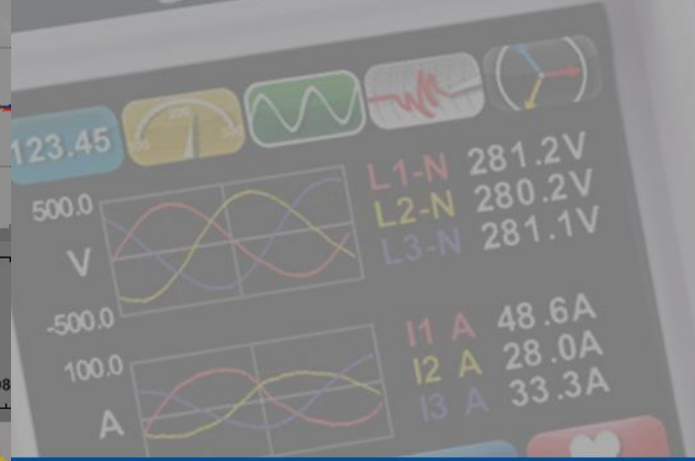 123.45
500.0
V
-500.0
L1-N 281.2V
L2-N 280.2V
L3-N 281.1V
100.0
A
I1 A 48.6A
I2 A 28.0A
I3 A 33.3A